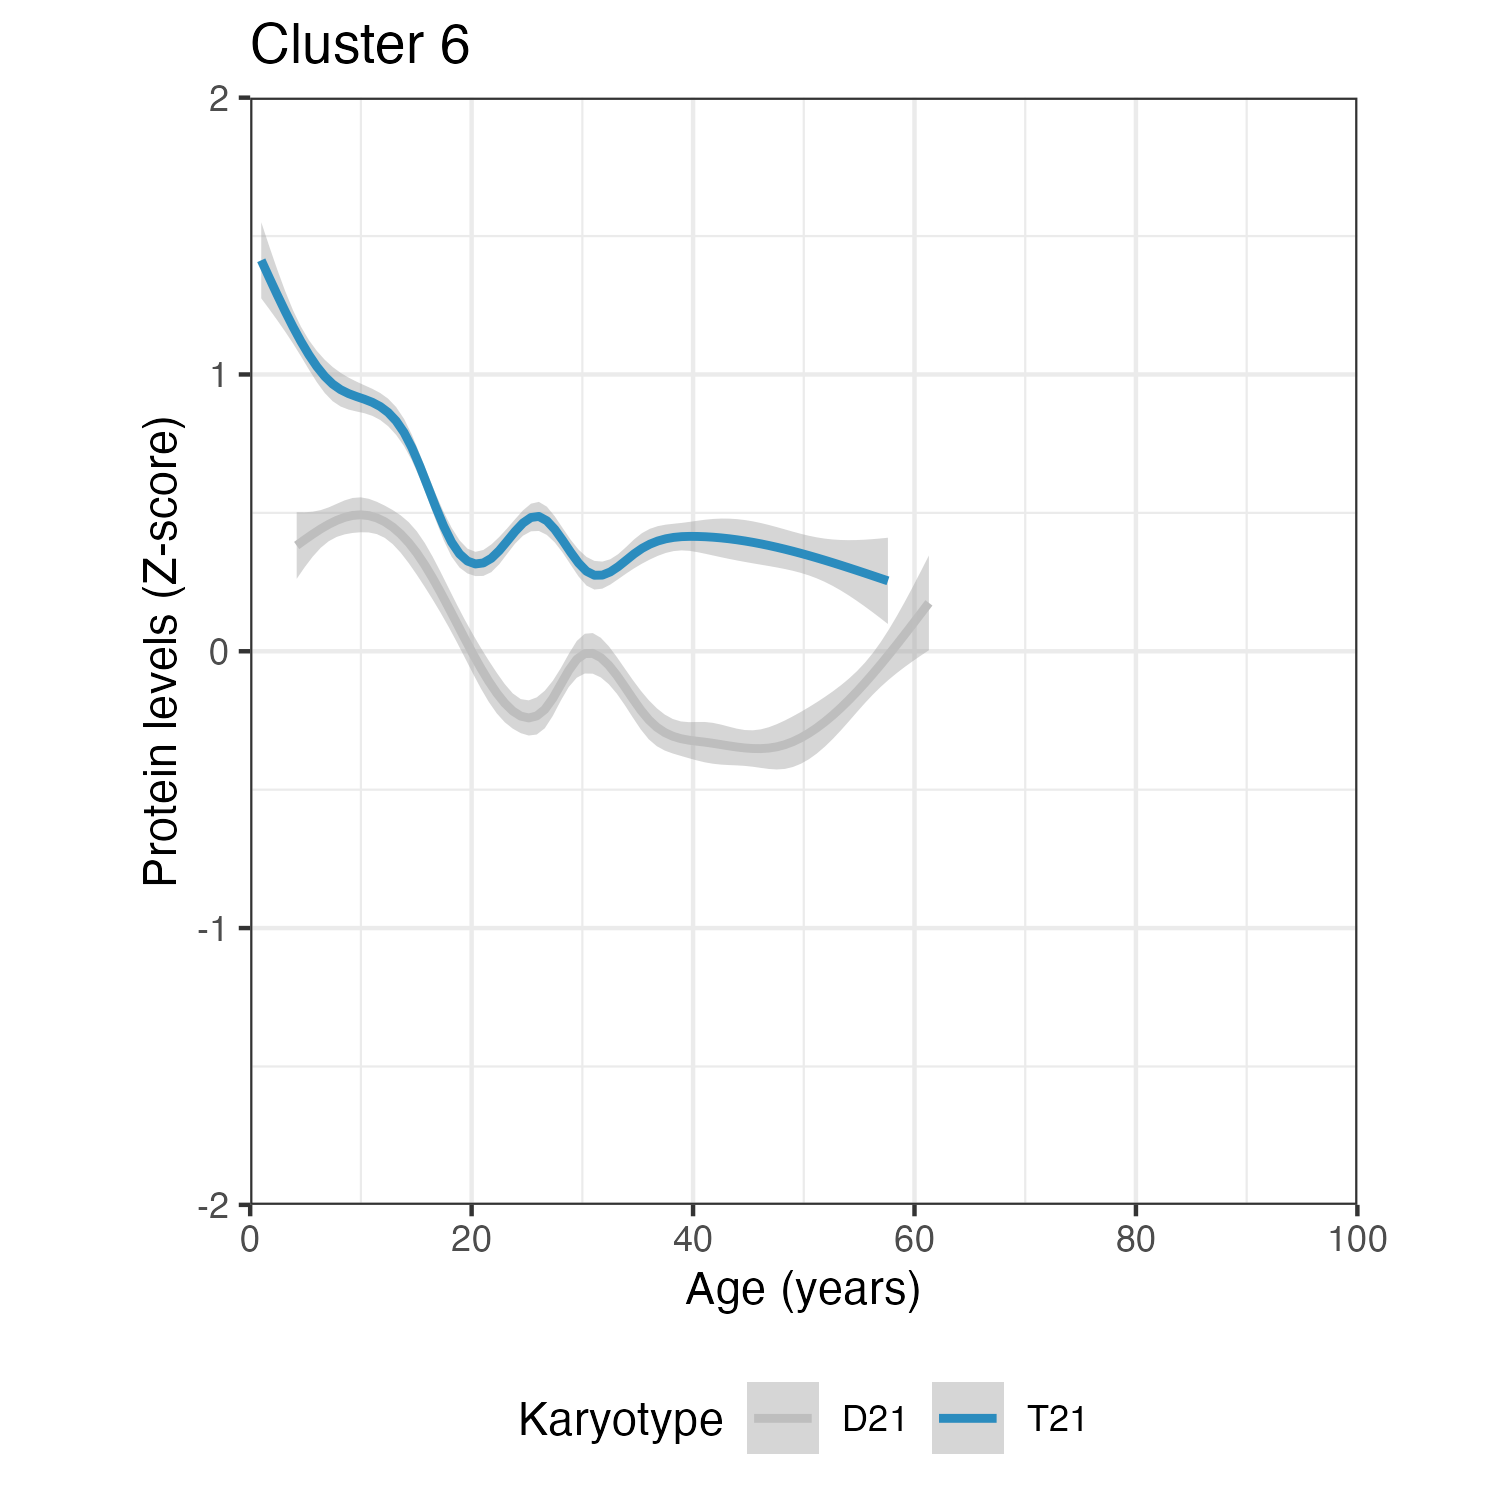 Cluster 6
Protein levels (Z-score)
2
1
0
-1
-2
0 20 40 60 80 100
Age (years)
Karyotype D21 T21